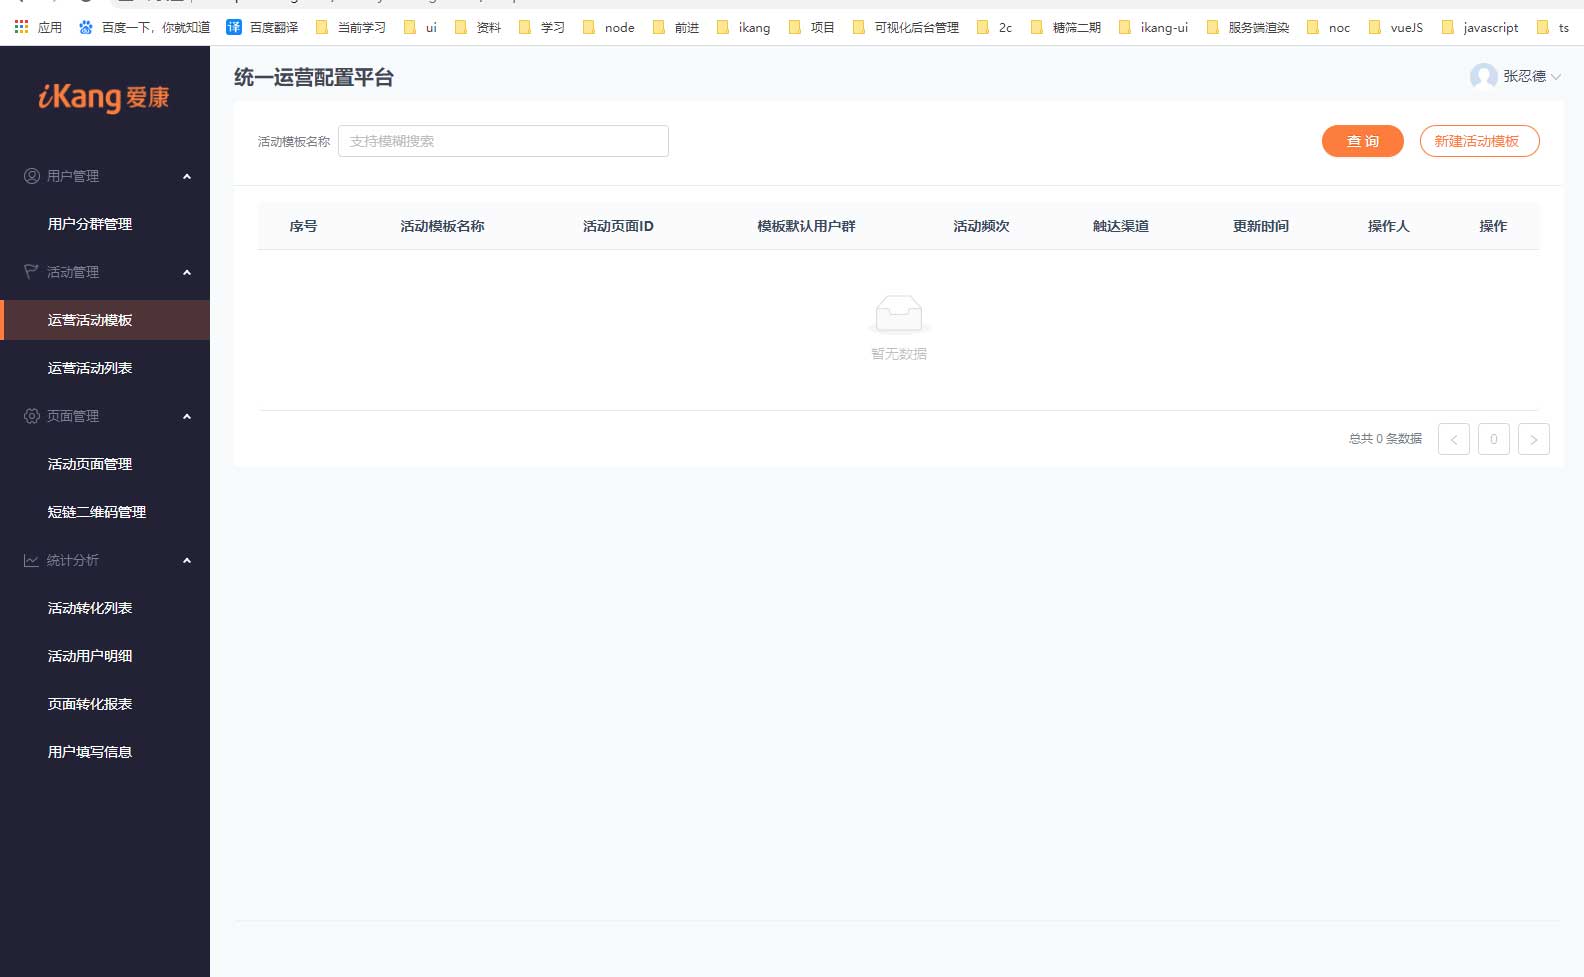 应用 百度一下，你就知道 百度翻译 当前学习 ui 资料 学习 node 前进 ikang 项目 可视化后台管理 2c 糖筛二期 ikang-ui 服务端渲染 noc vueJS javascript ts
iKang 爱康
统一运营配置平台
张忍德
活动模板名称 支持模糊搜索 查 询 新建活动模板
用户管理
用户分群管理
活动管理
运营活动模板
运营活动列表
页面管理
活动页面管理
短链二维码管理
统计分析
活动转化列表
活动用户明细
页面转化报表
用户填写信息
序号 活动模板名称 活动页面ID 模板默认用户群 活动频次 触达渠道 更新时间 操作人 操作
暂无数据
总共 0 条数据 < 0 >